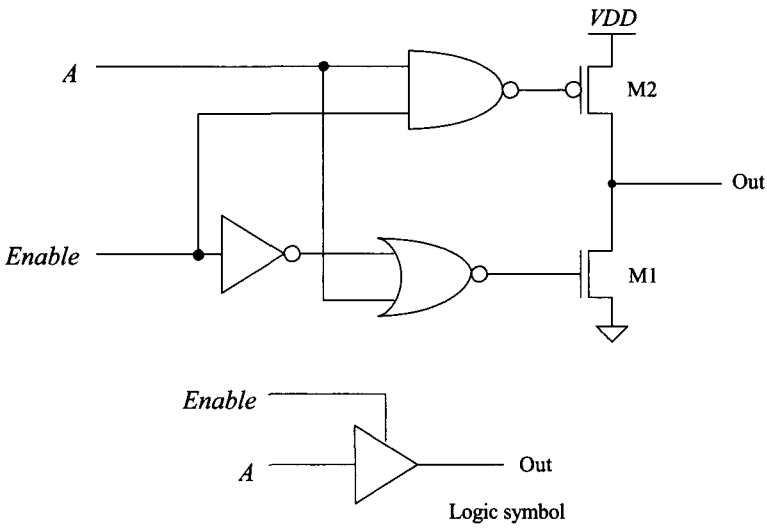 VDD
A
M2
Out
Enable
M1
Enable
A
Out
Logic symbol